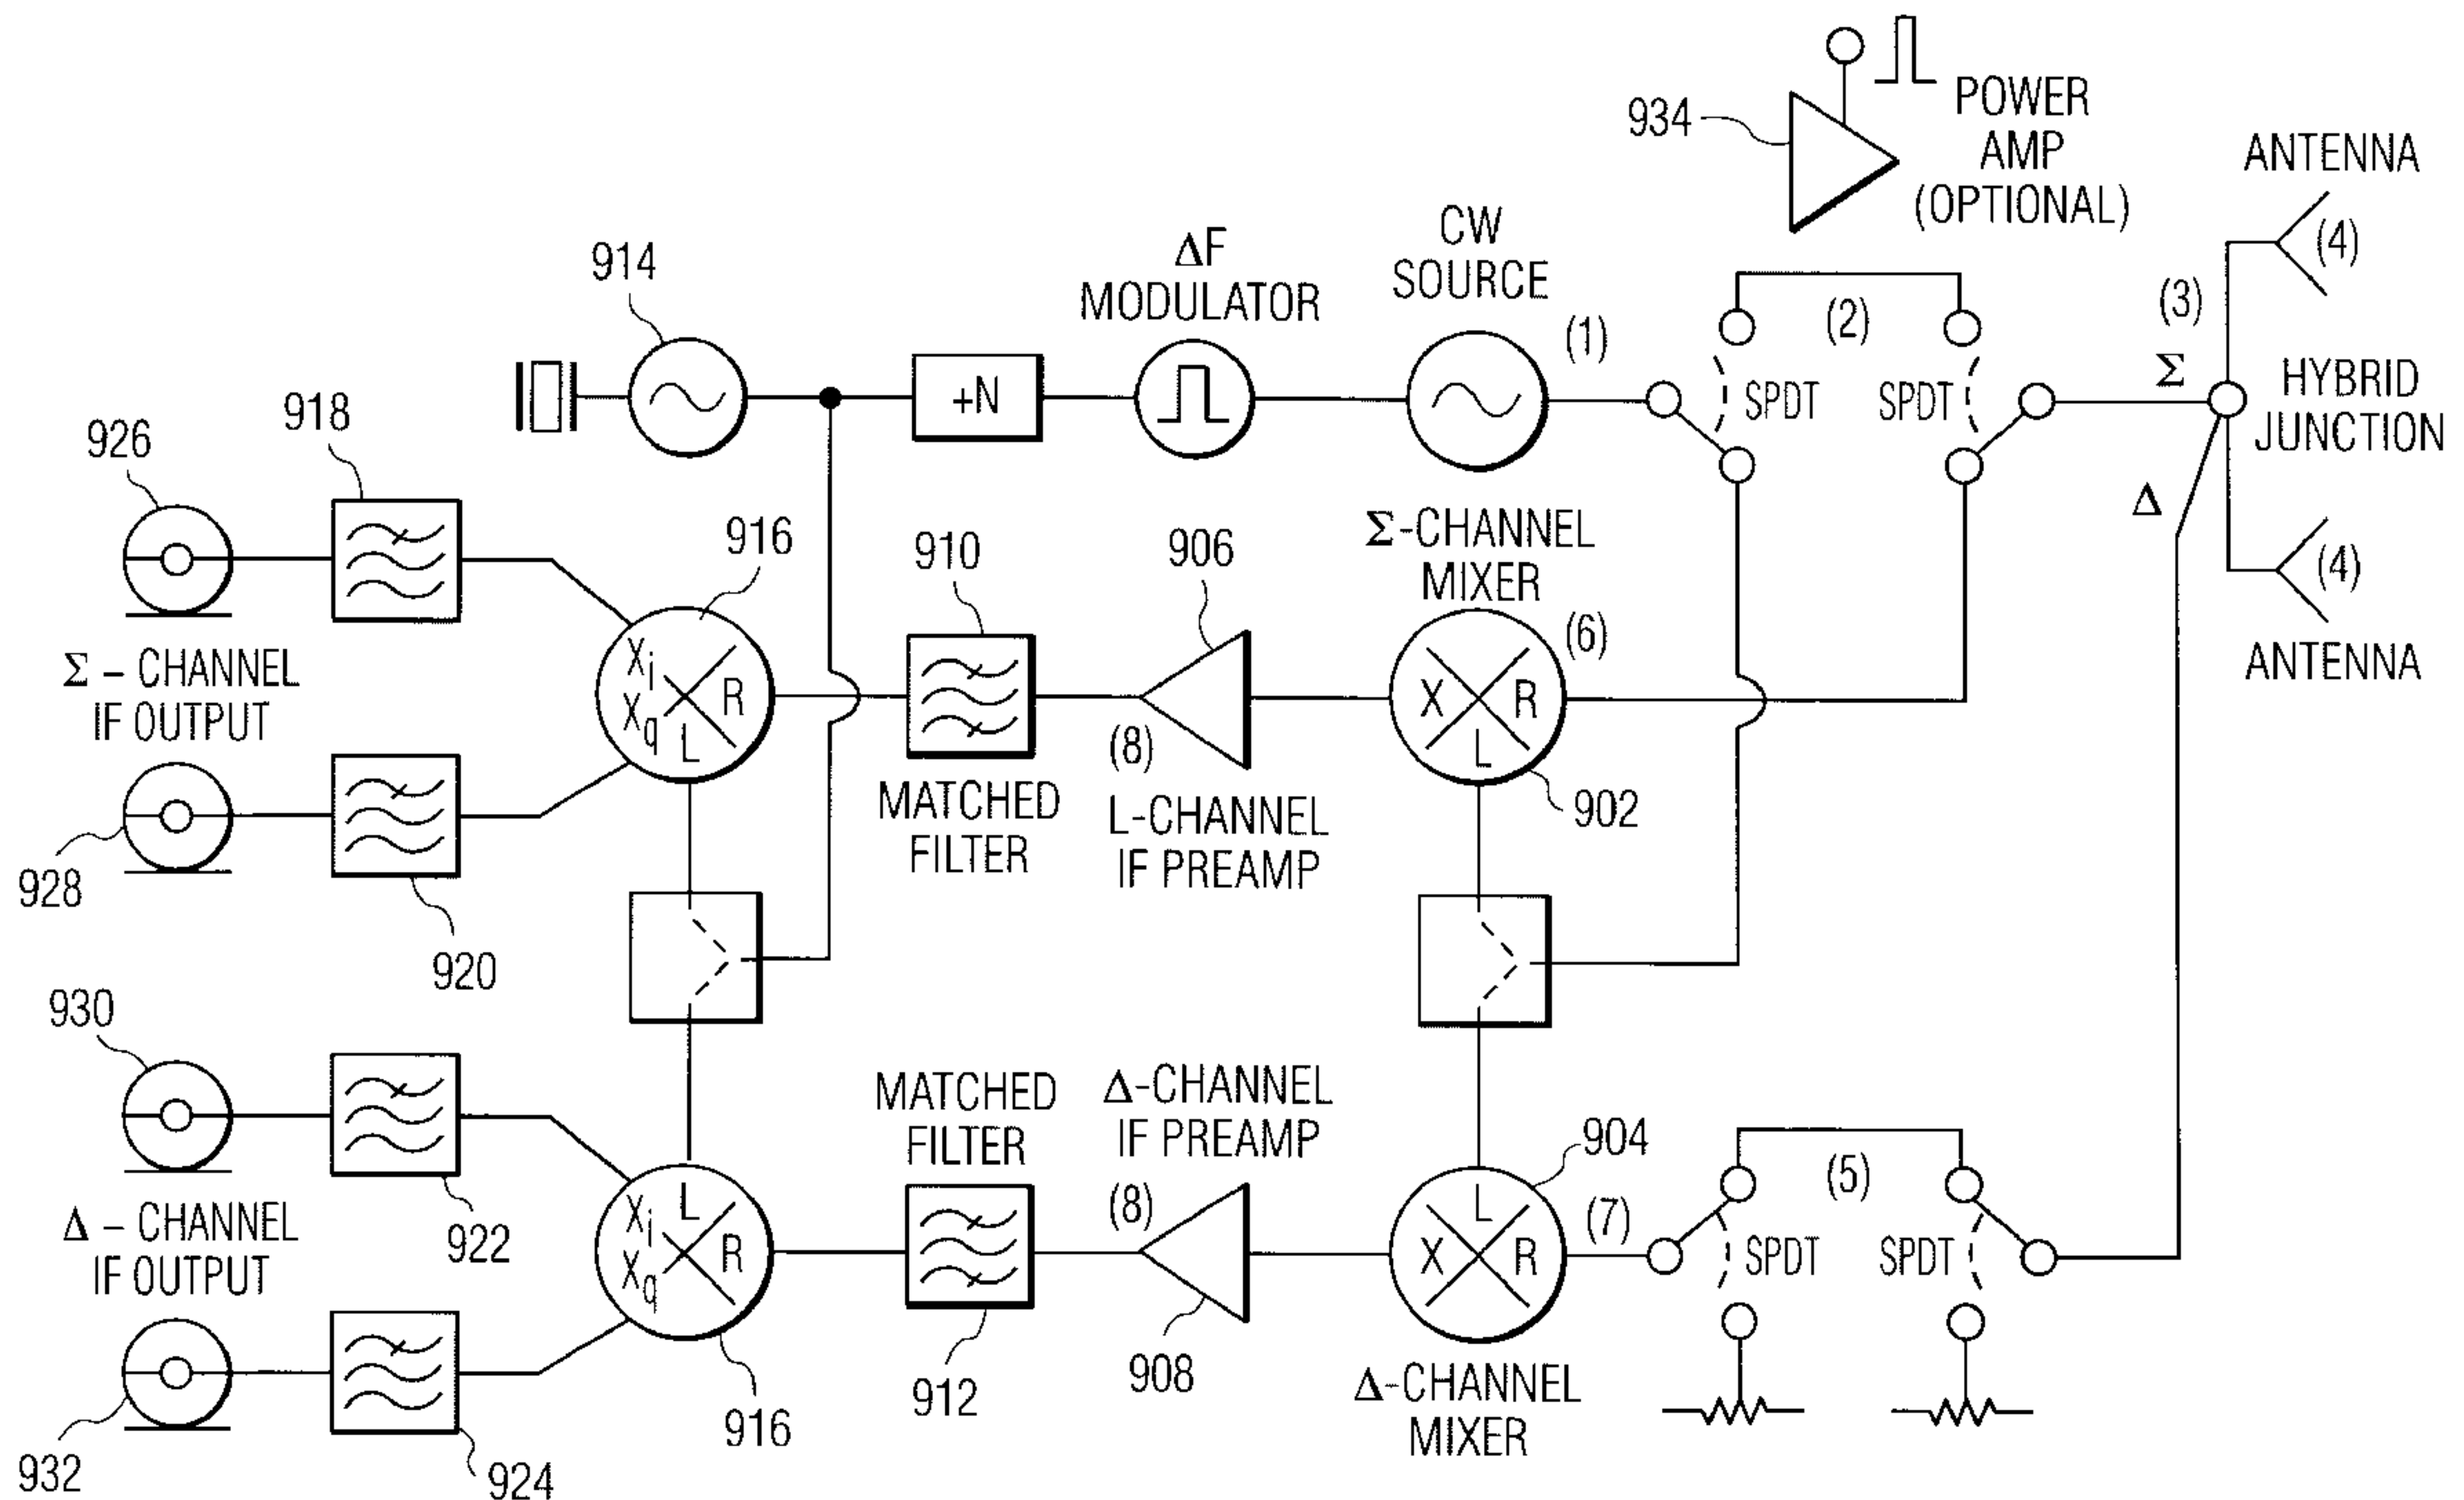 934
POWER
AMP
(OPTIONAL)
ANTENNA
(4)
914
ΔF
MODULATOR
CW
SOURCE
(1)
(2)
(3)
+N
SPDT
SPDT
Σ
HYBRID
JUNCTION
Δ
926
918
916
910
906
Σ-CHANNEL
MIXER
(6)
(4)
ANTENNA
Σ – CHANNEL
IF OUTPUT
Xi
Xq
R
L
(8)
X
R
L
902
MATCHED
FILTER
L-CHANNEL
IF PREAMP
928
920
930
MATCHED
FILTER
Δ-CHANNEL
IF PREAMP
904
(8)
(7)
(5)
Δ – CHANNEL
IF OUTPUT
922
Xi
Xq
L
R
X
L
R
SPDT
SPDT
932
924
916
912
908
Δ-CHANNEL
MIXER